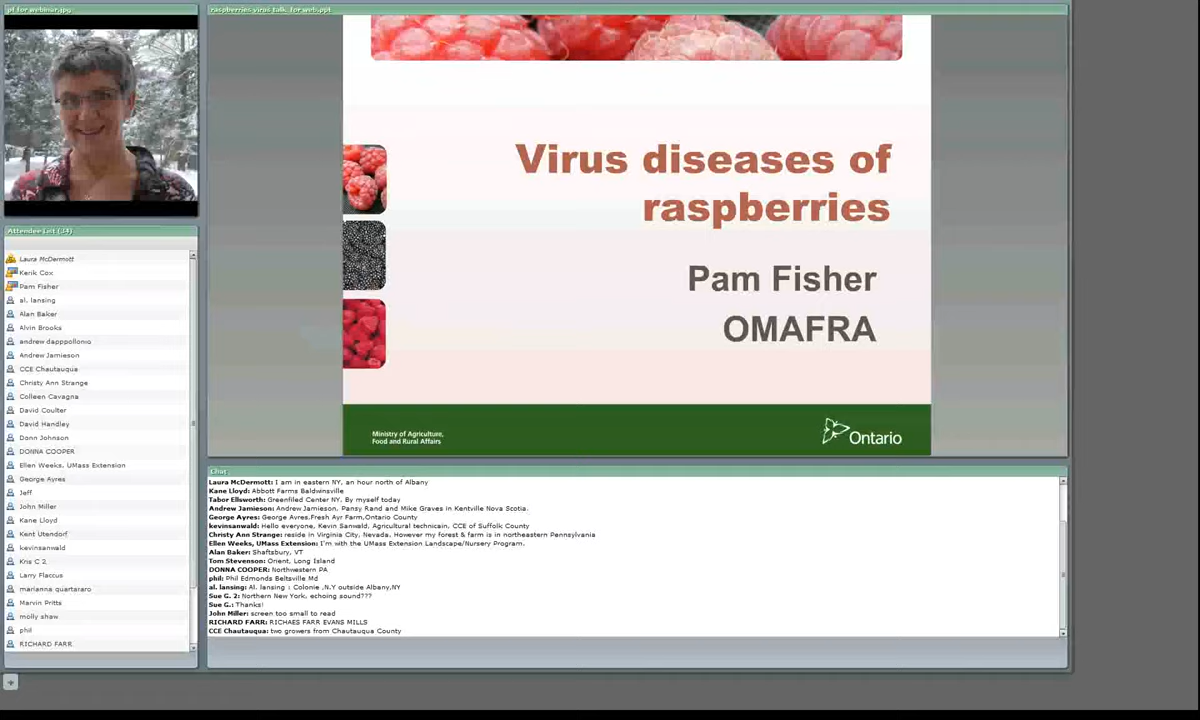 pf for webinar.jpg
raspberries virus talk. for web.ppt
Virus diseases of
raspberries
Pam Fisher
OMAFRA
Ministry of Agriculture,
Food and Rural Affairs
Ontario
Attendee List (34)
Laura McDermott
Kerik Cox
Pam Fisher
al. lansing
Alan Baker
Alvin Brooks
andrew dapppollonio
Andrew Jamieson
CCE Chautauqua
Christy Ann Strange
Colleen Cavagna
David Coulter
David Handley
Donn Johnson
DONNA COOPER
Ellen Weeks, UMass Extension
George Ayres
Jeff
John Miller
Kane Lloyd
Kent Utendorf
kevinsanwald
Kris C 2
Larry Flaccus
marianna quartararo
Marvin Pritts
molly shaw
phil
RICHARD FARR
Chat
Laura McDermott: I am in eastern NY, an hour north of Albany
Kane Lloyd: Abbott Farms Baldwinsville
Tabor Ellsworth: Greenfiled Center NY. By myself today
Andrew Jamieson: Andrew Jamieson, Pansy Rand and Mike Graves in Kentville Nova Scotia.
George Ayres: George Ayres.Fresh Ayr Farm,Ontario County
kevinsanwald: Hello everyone, Kevin Sanwald, Agricultural technicain, CCE of Suffolk County
Christy Ann Strange: reside in Virginia City, Nevada. However my forest & farm is in northeastern Pennsylvania
Ellen Weeks, UMass Extension: I'm with the UMass Extension Landscape/Nursery Program.
Alan Baker: Shaftsbury, VT
Tom Stevenson: Orient, Long Island
DONNA COOPER: Northwestern PA
phil: Phil Edmonds Beltsville Md
al. lansing: Al. lansing : Colonie ,N.Y outside Albany,NY
Sue G. 2: Northern New York, echoing sound???
Sue G.: Thanks!
John Miller: screen too small to read
RICHARD FARR: RICHAES FARR EVANS MILLS
CCE Chautauqua: two growers from Chautauqua County